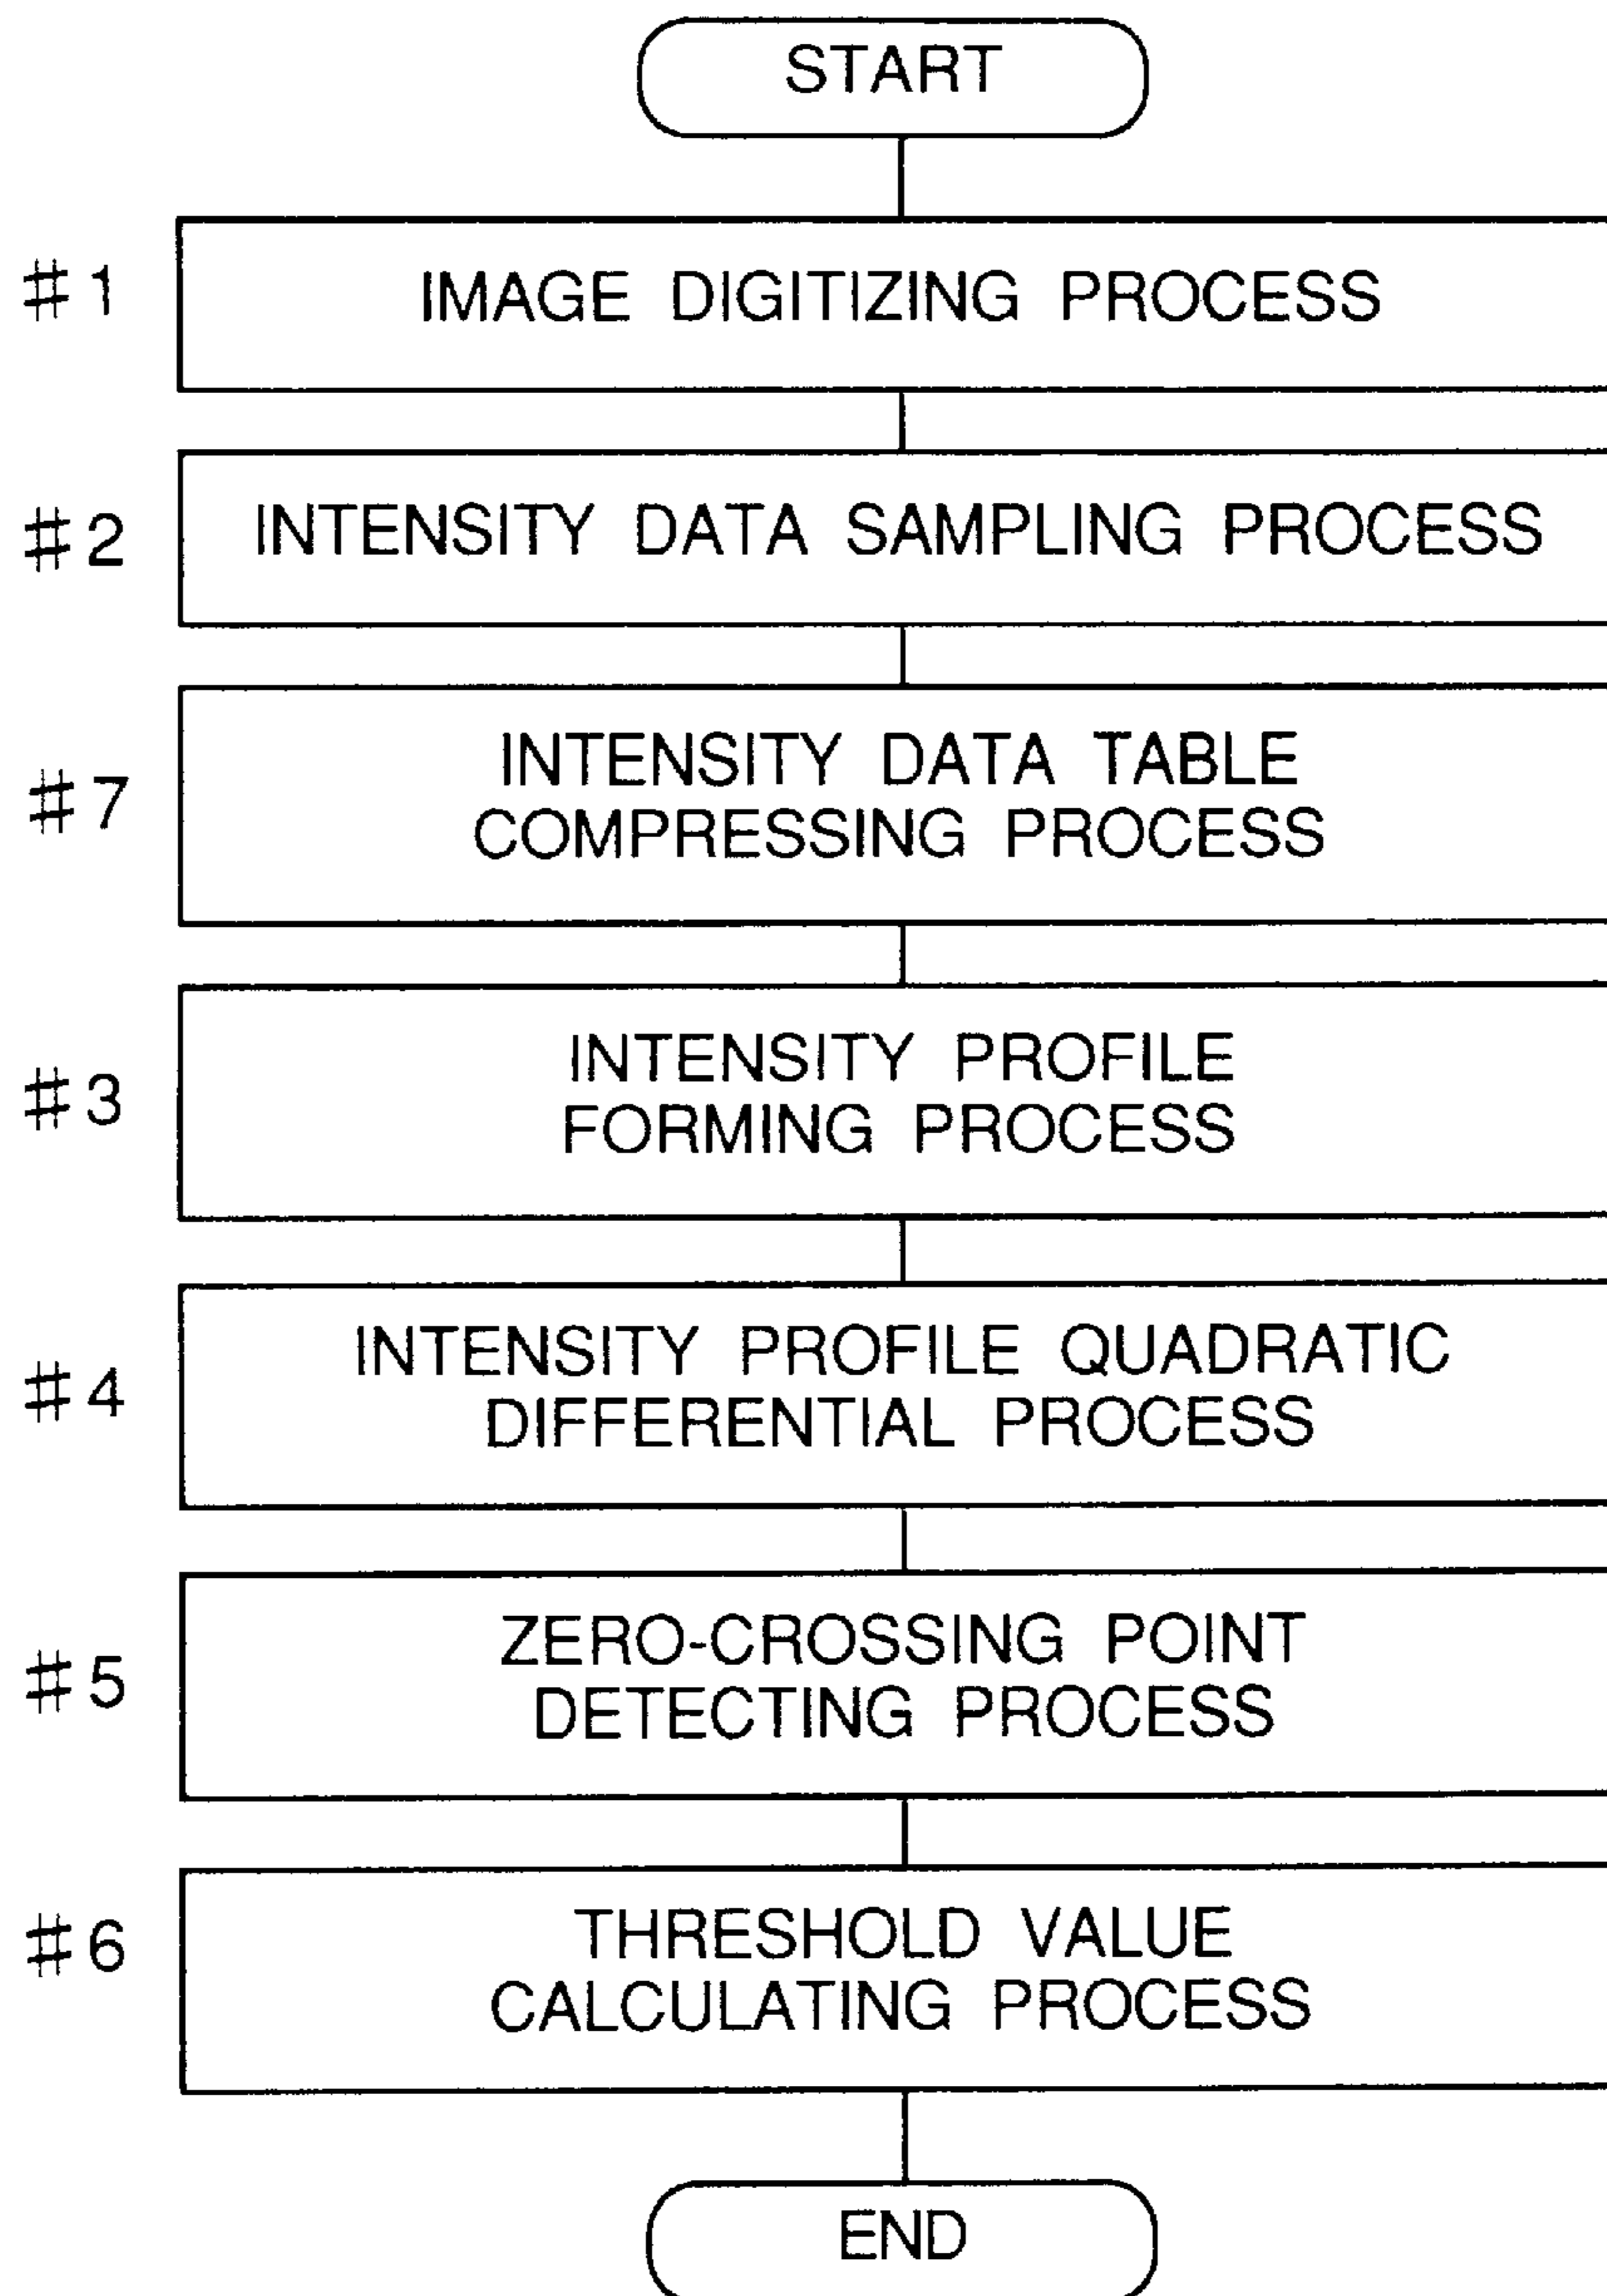 START
#1 IMAGE DIGITIZING PROCESS
#2 INTENSITY DATA SAMPLING PROCESS
#7 INTENSITY DATA TABLE
COMPRESSING PROCESS
#3 INTENSITY PROFILE
FORMING PROCESS
#4 INTENSITY PROFILE QUADRATIC
DIFFERENTIAL PROCESS
#5 ZERO-CROSSING POINT
DETECTING PROCESS
#6 THRESHOLD VALUE
CALCULATING PROCESS
END